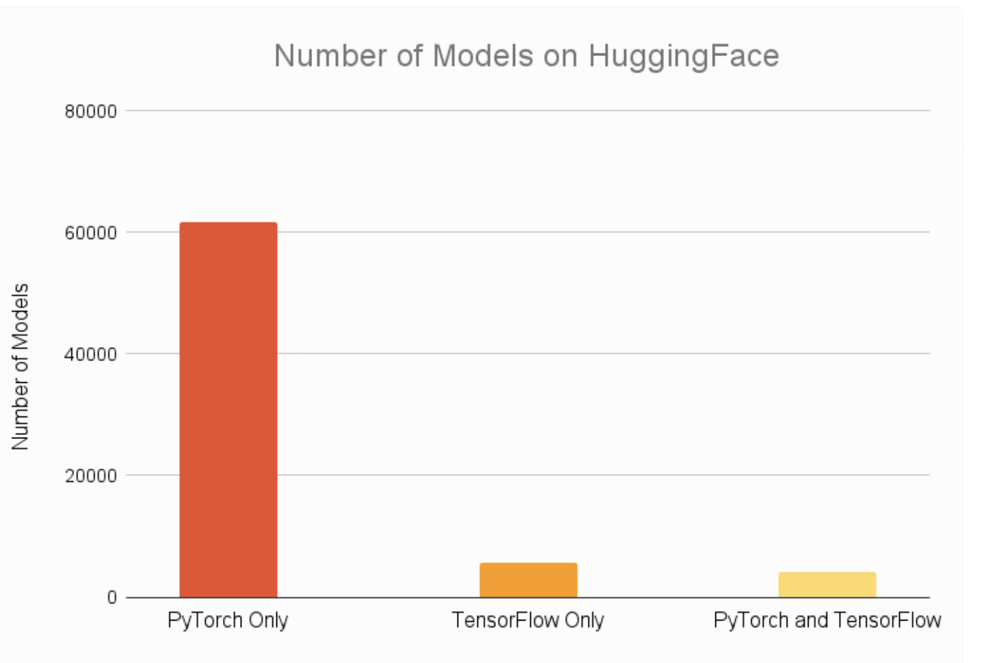 Number of Models on HuggingFace
80000
60000
40000
20000
0
Number of Models
PyTorch Only
TensorFlow Only
PyTorch and TensorFlow